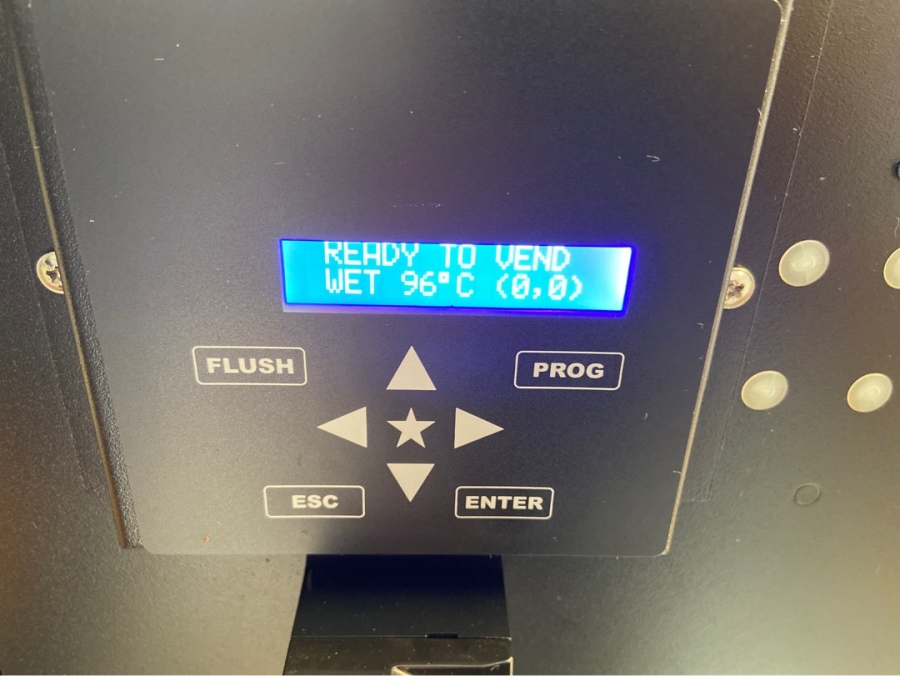 READY TO VEND
WET 96°C (0,0)
FLUSH
PROG
ESC
ENTER